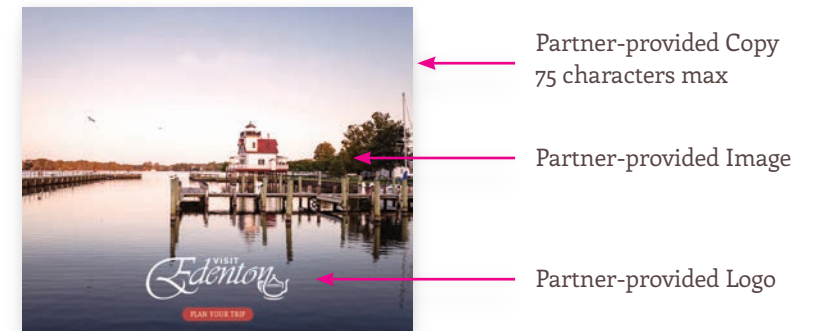 Partner-provided Copy
75 characters max
Partner-provided Image
VISIT
Edenton
PLAN YOUR TRIP
Partner-provided Logo